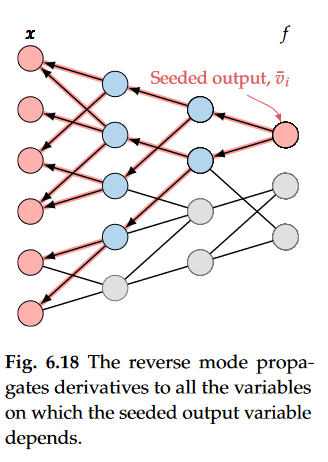 x f
Seeded output, v̄ᵢ
Fig. 6.18 The reverse mode propa-
gates derivatives to all the variables
on which the seeded output variable
depends.